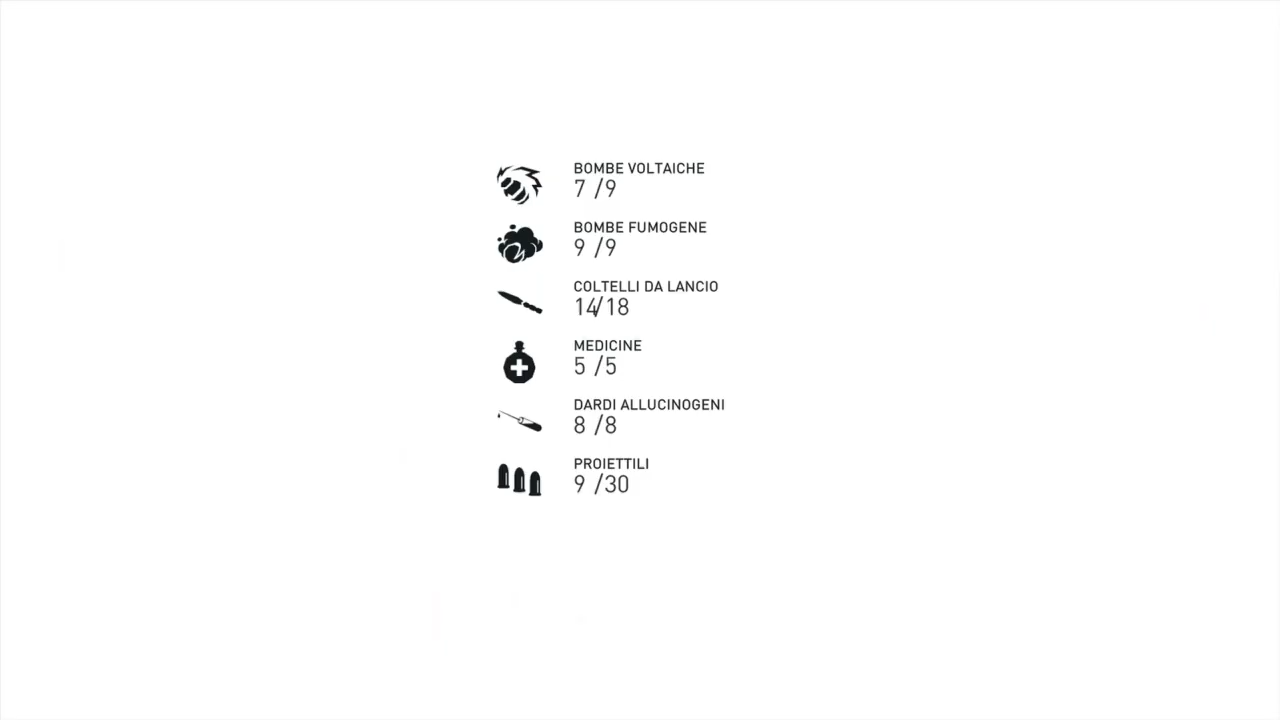 BOMBE VOLTAICHE
7 /9
BOMBE FUMOGENE
9 /9
COLTELLI DA LANCIO
14/18
MEDICINE
5 /5
DARDI ALLUCINOGENI
8 /8
PROIETTILI
9 /30